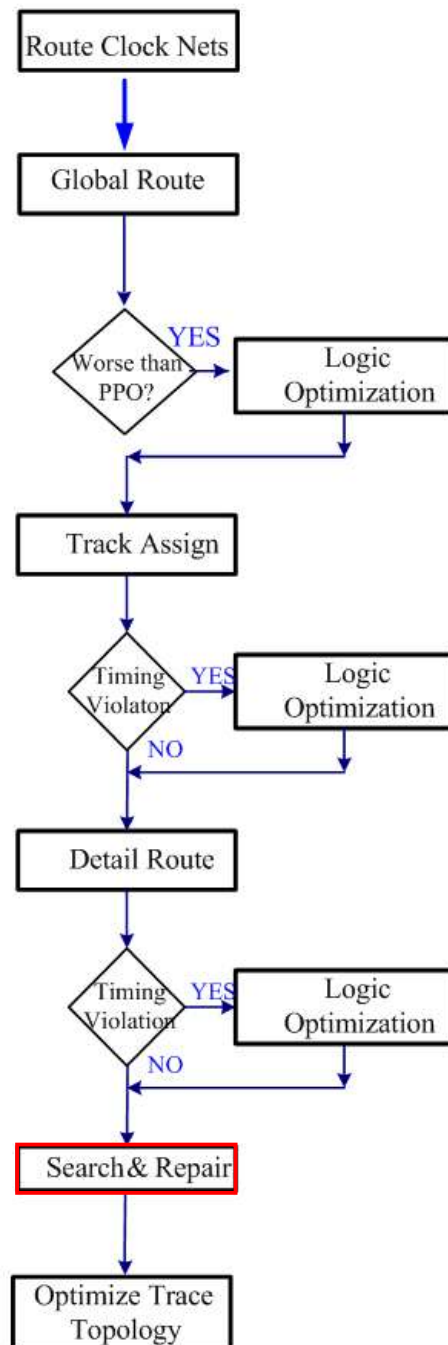 Route Clock Nets
Global Route
YES
Worse than
PPO?
Logic
Optimization
Track Assign
Timing
Violaton
YES
Logic
Optimization
NO
Detail Route
Timing
Violation
YES
Logic
Optimization
NO
Search& Repair
Optimize Trace
Topology